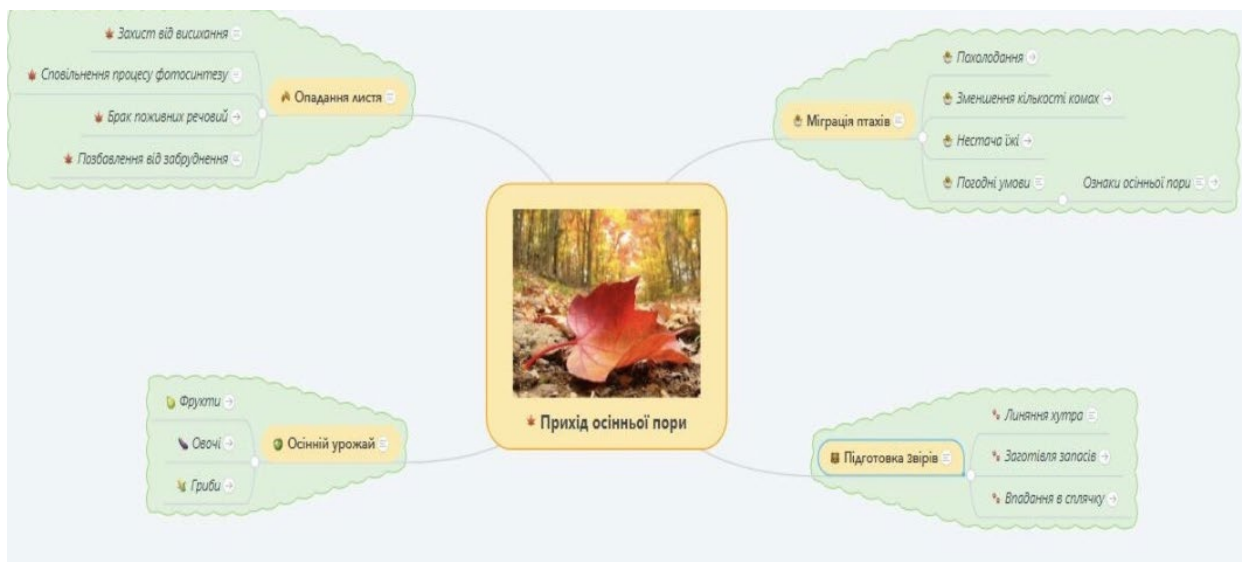 Захист від висихання
Сповільнення процесу фотосинтезу
Брак поживних речовий
Позбавлення від забруднення
Опадання листя
Міграція птахів
Похолодання
Зменшення кількості комах
Нестача їжі
Погодні умови
Ознаки осінньої пори
Прихід осінньої пори
Фрукти
Овочі
Гриби
Осінній урожай
Підготовка Звірів
Линяння хутра
Заготівля запасів
Впадання в сплячку